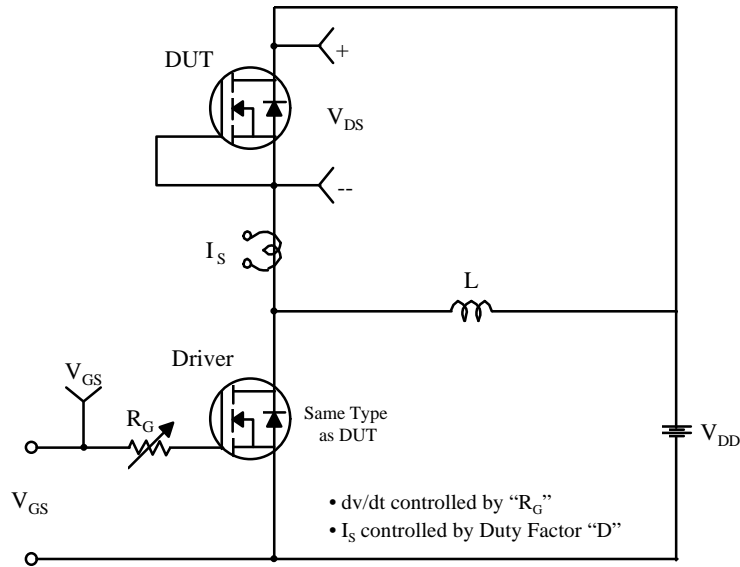 DUT
+
V_DS
--
I_S
L
Driver
V_GS
R_G
Same Type
as DUT
V_DD
V_GS
• dv/dt controlled by “R_G”
• I_S controlled by Duty Factor “D”